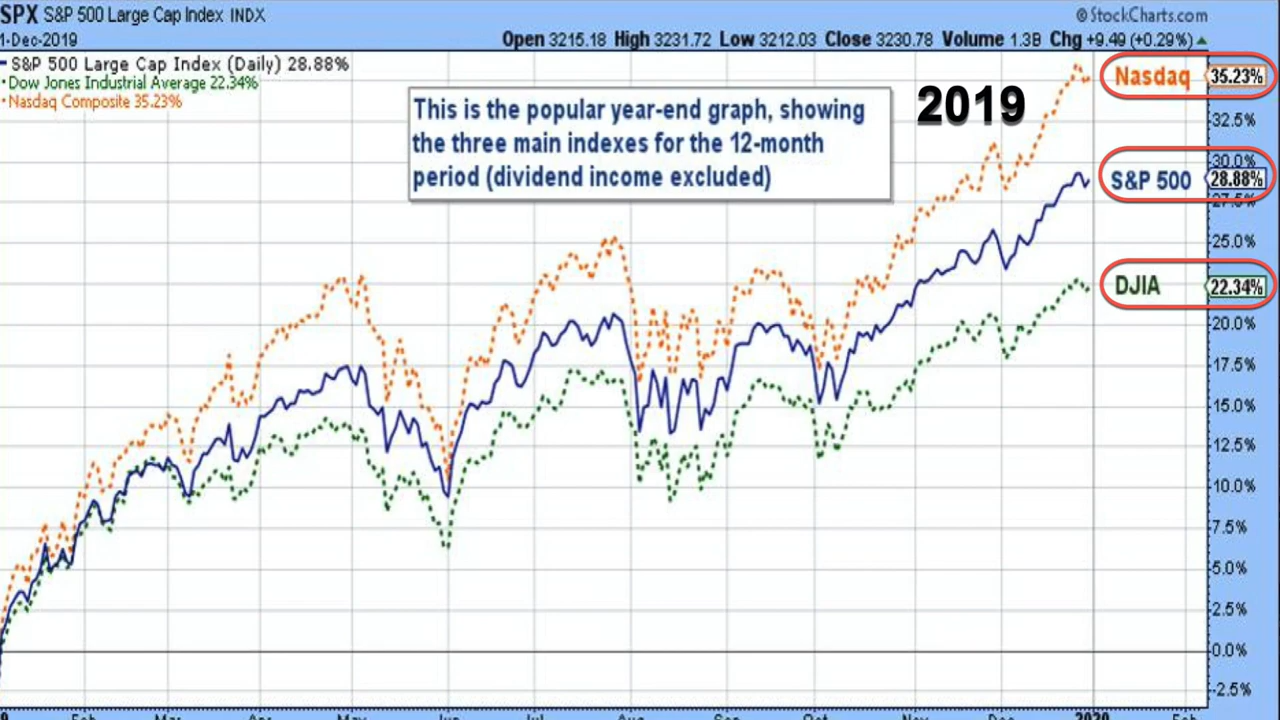 SPX S&P 500 Large Cap Index INDX
© StockCharts.com
1-Dec-2019
Open 3215.18 High 3231.72 Low 3212.03 Close 3230.78 Volume 1.3B Chg +9.49 (+0.29%)
S&P 500 Large Cap Index (Daily) 28.88%
Dow Jones Industrial Average 22.34%
Nasdaq Composite 35.23%
This is the popular year-end graph, showing
the three main indexes for the 12-month
period (dividend income excluded)
2019
Nasdaq 35.23%
32.5%
30.0%
S&P 500 28.88%
27.5%
25.0%
DJIA 22.34%
20.0%
17.5%
15.0%
12.5%
10.0%
7.5%
5.0%
2.5%
0.0%
-2.5%
9 Feb Mar Apr May Jun Jul Aug Sep Oct Nov Dec 2020 Feb